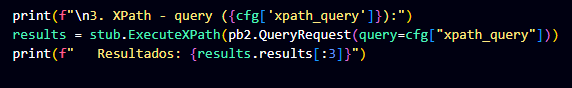 print(f"\n3. XPath - query ({cfg['xpath_query']}):")
results = stub.ExecuteXPath(pb2.QueryRequest(query=cfg["xpath_query"]))
print(f"   Resultados: {results.results[:3]}")